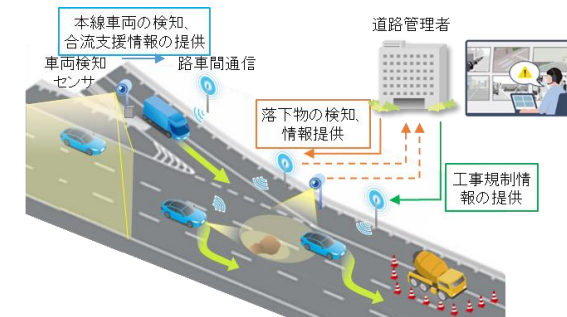 本線車両の検知、
合流支援情報の提供
車両検知
センサ
路車間通信
道路管理者
落下物の検知、
情報提供
工事規制情
報の提供